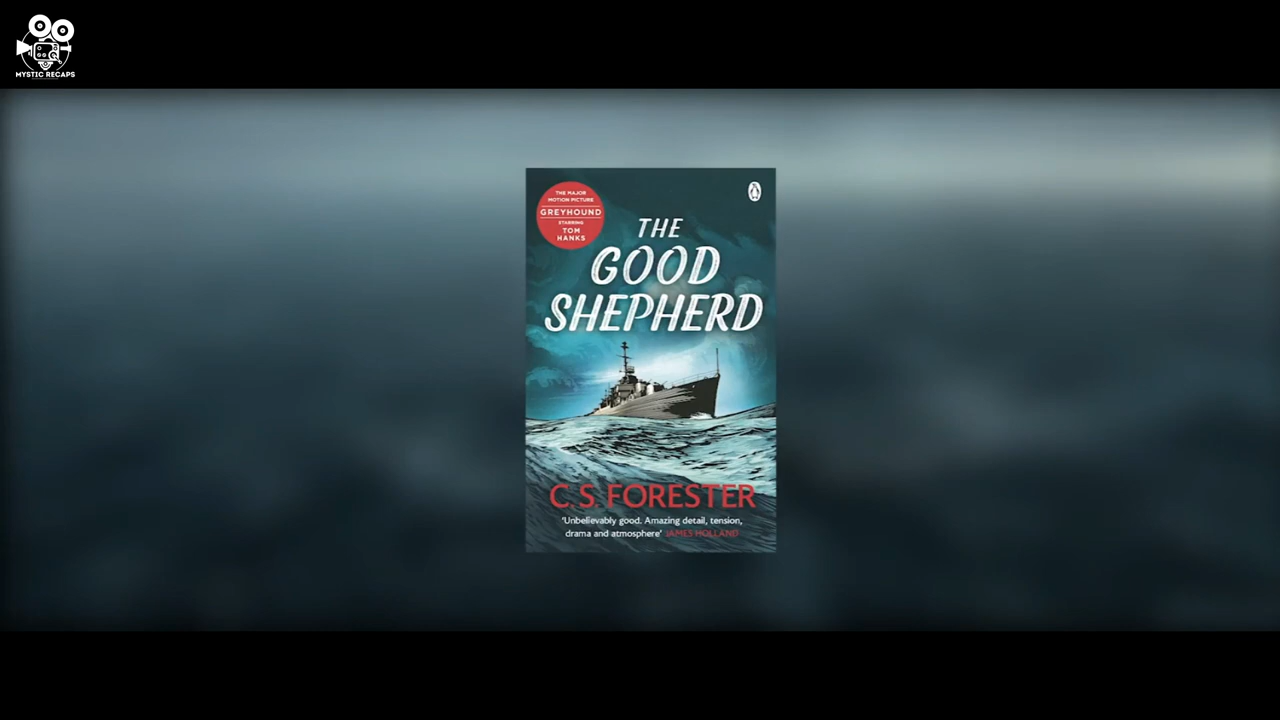 MYSTIC RECAPS
THE MAJOR
MOTION PICTURE
GREYHOUND
STARRING
TOM
HANKS
THE
GOOD
SHEPHERD
C. S. FORESTER
'Unbelievably good. Amazing detail, tension,
drama and atmosphere' JAMES HOLLAND